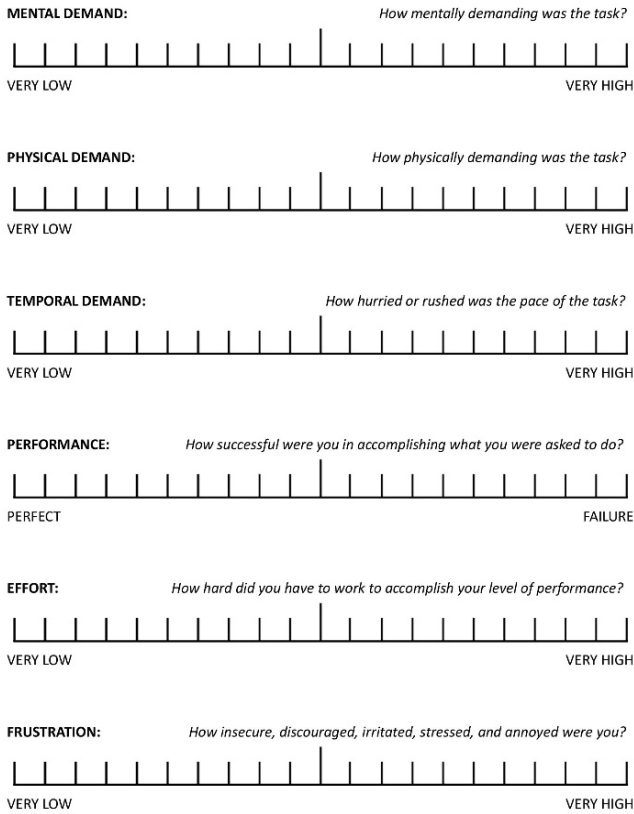 MENTAL DEMAND: How mentally demanding was the task?
VERY LOW VERY HIGH
PHYSICAL DEMAND: How physically demanding was the task?
VERY LOW VERY HIGH
TEMPORAL DEMAND: How hurried or rushed was the pace of the task?
VERY LOW VERY HIGH
PERFORMANCE: How successful were you in accomplishing what you were asked to do?
PERFECT FAILURE
EFFORT: How hard did you have to work to accomplish your level of performance?
VERY LOW VERY HIGH
FRUSTRATION: How insecure, discouraged, irritated, stressed, and annoyed were you?
VERY LOW VERY HIGH